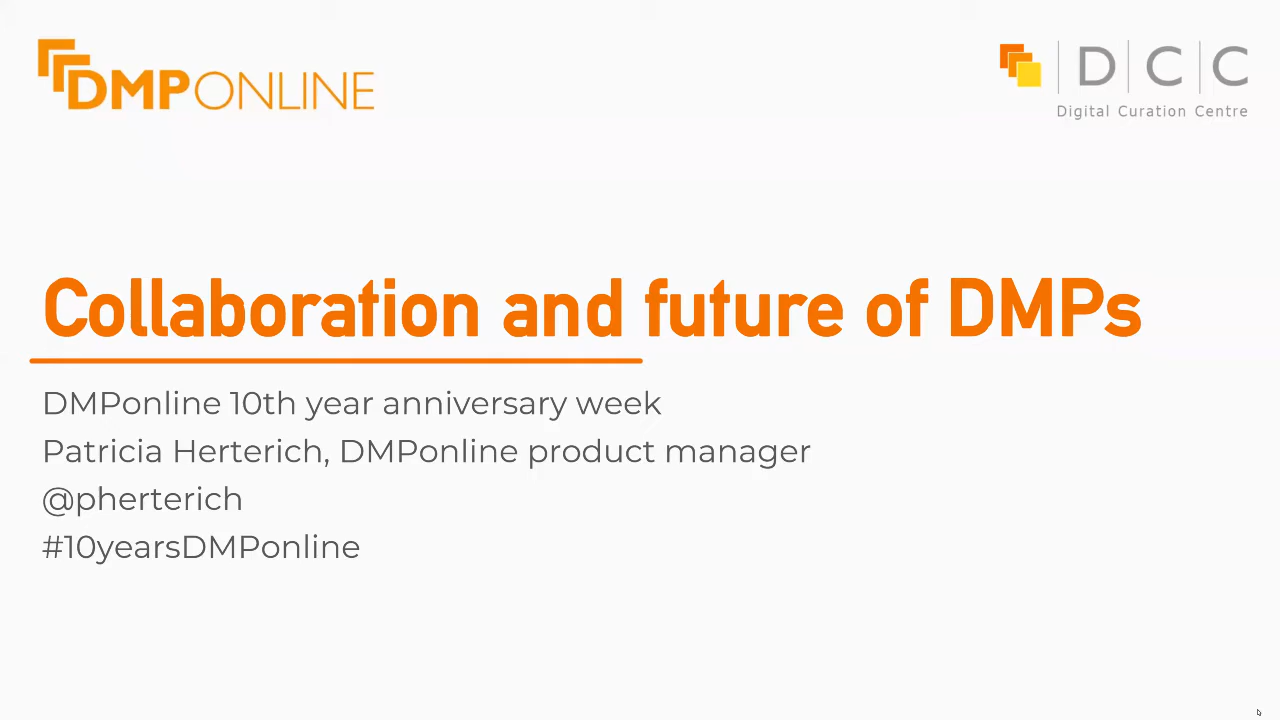 DMPONLINE
DCC
Digital Curation Centre
Collaboration and future of DMPs
DMPonline 10th year anniversary week
Patricia Herterich, DMPonline product manager
@pherterich
#10yearsDMPonline